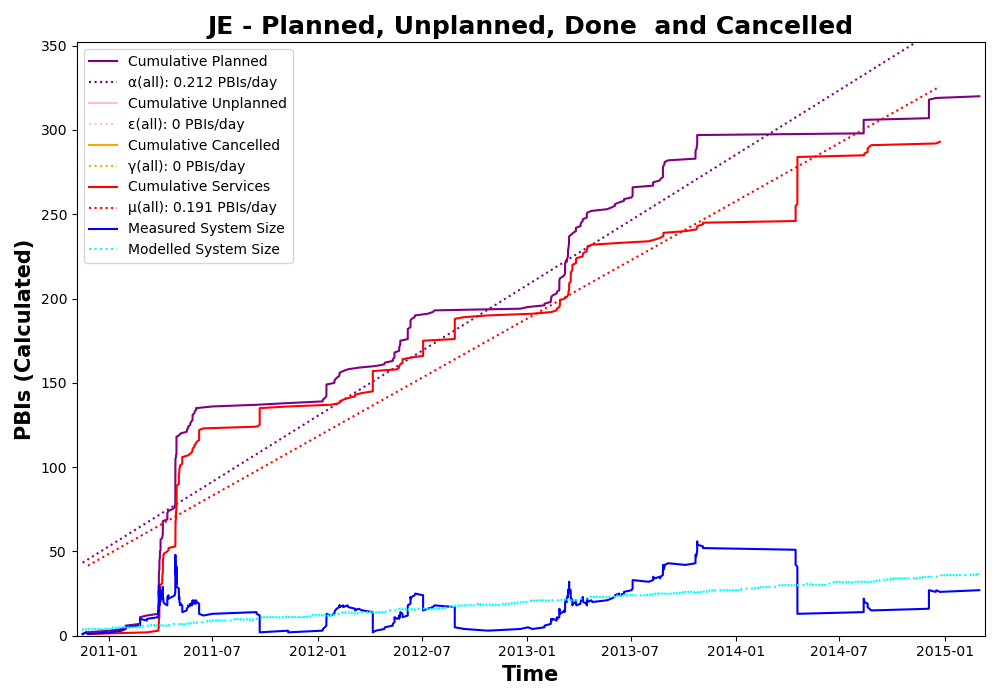 JE - Planned, Unplanned, Done  and Cancelled
Cumulative Planned
α(all): 0.212 PBIs/day
Cumulative Unplanned
ε(all): 0 PBIs/day
Cumulative Cancelled
γ(all): 0 PBIs/day
Cumulative Services
μ(all): 0.191 PBIs/day
Measured System Size
Modelled System Size
PBIs (Calculated)
350
300
250
200
150
100
50
0
2011-01 2011-07 2012-01 2012-07 2013-01 2013-07 2014-01 2014-07 2015-01
Time